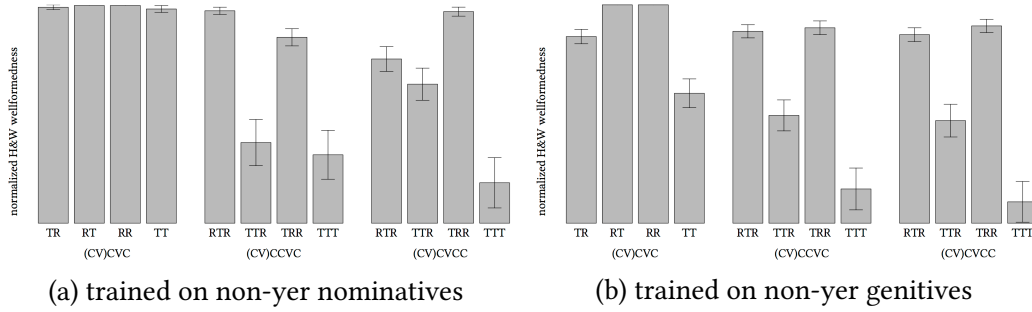 normalized H&W wellformedness
TR RT RR TT RTR TTR TRR TTT RTR TTR TRR TTT
(CV)CVC (CV)CCVC (CV)CVCC
(a) trained on non-yer nominatives
normalized H&W wellformedness
TR RT RR TT RTR TTR TRR TTT RTR TTR TRR TTT
(CV)CVC (CV)CCVC (CV)CVCC
(b) trained on non-yer genitives